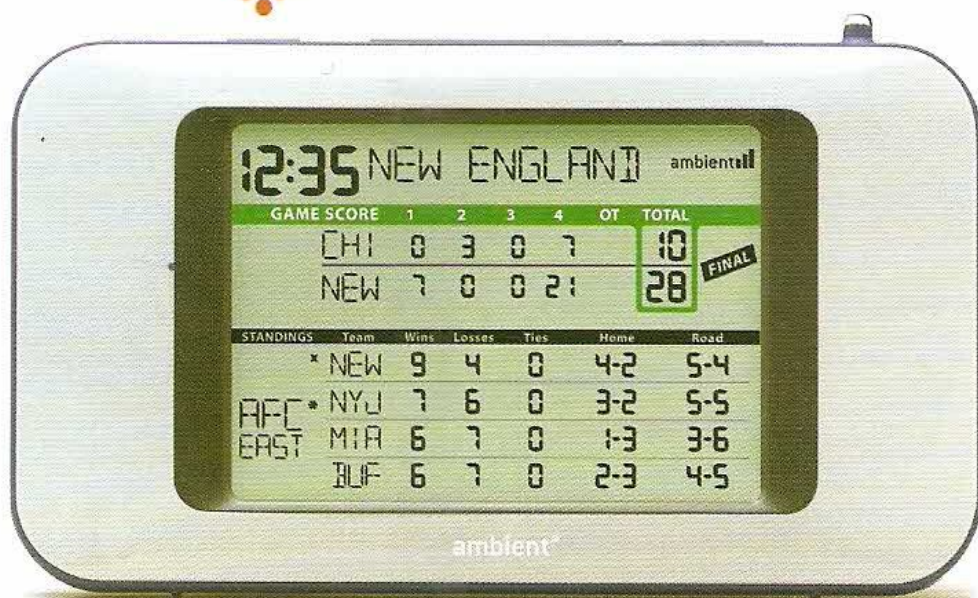 12:35 NEW ENGLAND ambient
GAME SCORE 1 2 3 4 OT TOTAL
CHI 0 3 0 7 10
FINAL
NEW 7 0 0 21 28
STANDINGS Team Wins Losses Ties Home Road
* NEW 9 4 0 4-2 5-4
AFC * NYJ 7 6 0 3-2 5-5
EAST MIA 6 7 0 1-3 3-6
BUF 6 7 0 2-3 4-5
ambient